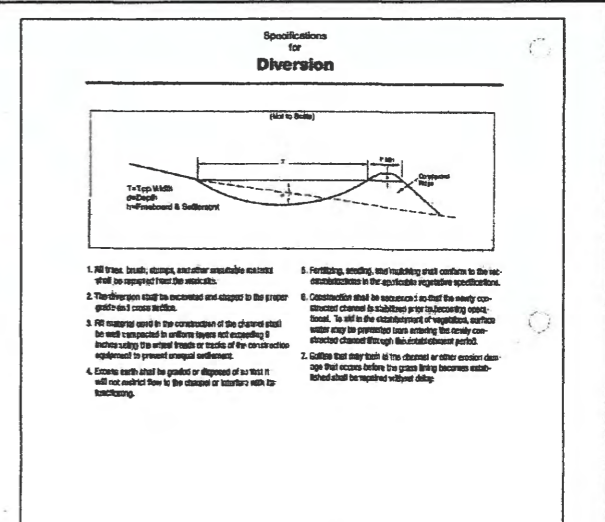 Specifications
for
Diversion
(Not to Scale)
T
4' Min
Compacted
Ridge
T=Top Width
d=Depth
h=Freeboard & Settlement
d
1. All trees, brush, stumps, and other unsuitable material
shall be removed from the worksite.
2. The diversion shall be excavated and shaped to the proper
grade and cross section.
3. Fill material used in the construction of the channel shall
be well compacted in uniform layers not exceeding 9
inches using the wheel treads or tracks of the construction
equipment to prevent unequal settlement.
4. Excess earth shall be graded or disposed of so that it
will not restrict flow to the channel or interfere with its
functioning.
5. Fertilizing, seeding, and mulching shall conform to the rec-
ommendations in the applicable vegetative specifications.
6. Construction shall be sequenced so that the newly con-
structed channel is stabilized prior to becoming opera-
tional. To aid in the establishment of vegetation, surface
water may be prevented from entering the newly con-
structed channel through the establishment period.
7. Gullies that may form in the channel or other erosion dam-
age that occurs before the grass lining becomes estab-
lished shall be repaired without delay.